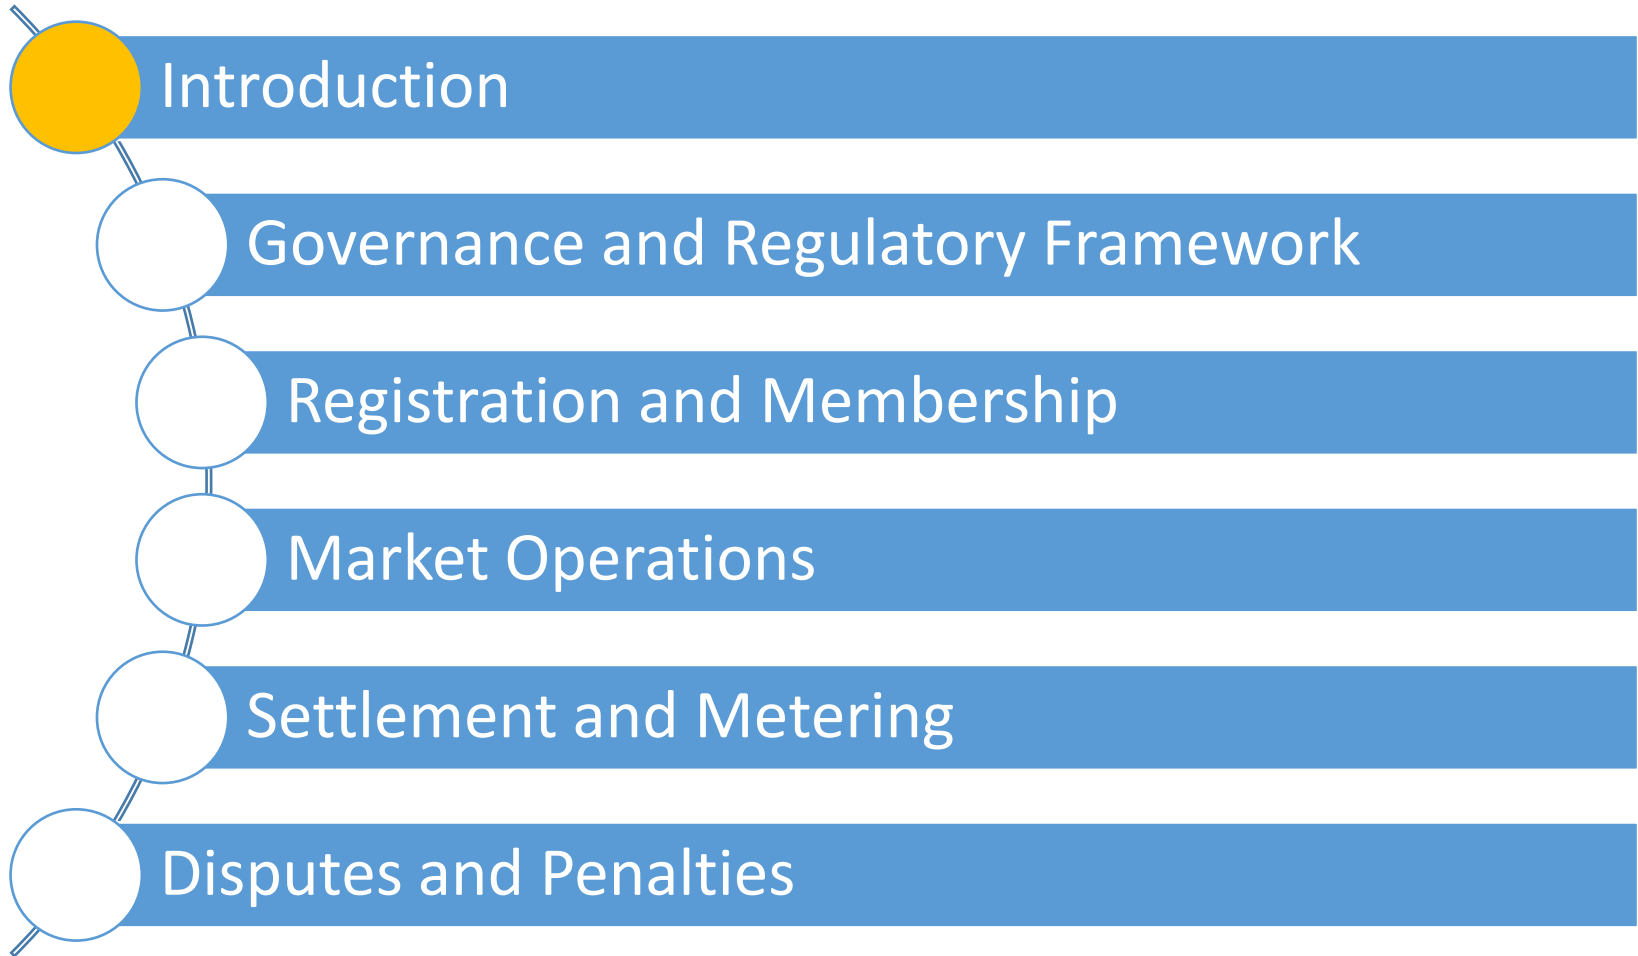 Introduction
Governance and Regulatory Framework
Registration and Membership
Market Operations
Settlement and Metering
Disputes and Penalties